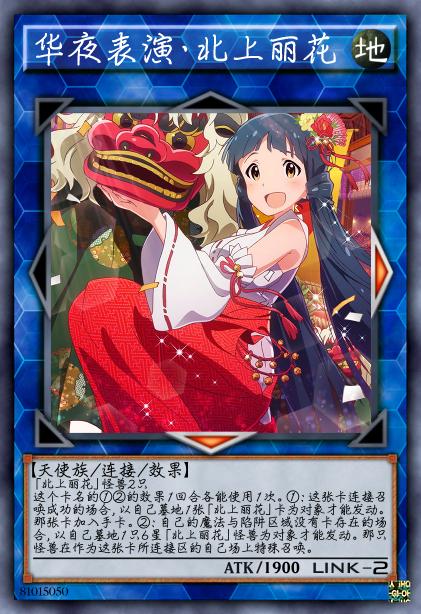 华夜表演·北上丽花
地
【天使族/连接/效果】
「北上丽花」怪兽2只
这个卡名的①②的效果1回合各能使用1次。①:这张卡连接召
唤成功的场合,以自己墓地1张「北上丽花」卡为对象才能发动。
那张卡加入手卡。②:自己的魔法与陷阱区域没有卡存在的场
合,以自己墓地1只6星「北上丽花」怪兽为对象才能发动。那只
怪兽在作为这张卡所连接区的自己场上特殊召唤。
ATK/1900 LINK-2
81015050